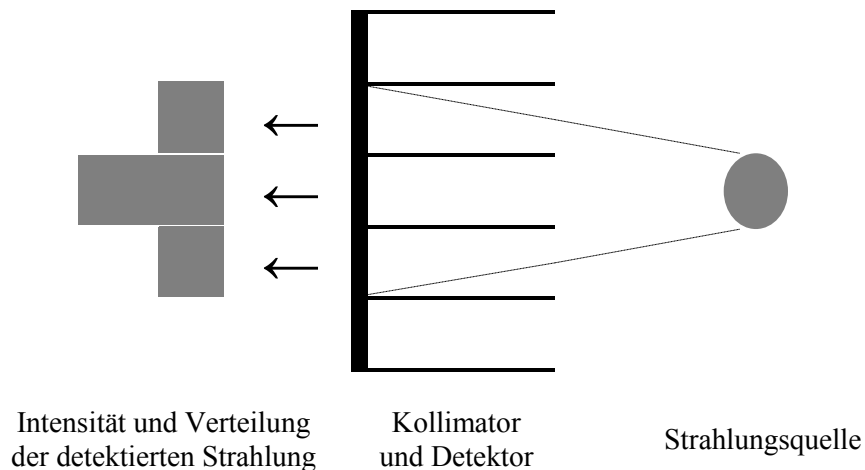 Intensität und Verteilung
der detektierten Strahlung
Kollimator
und Detektor
Strahlungsquelle